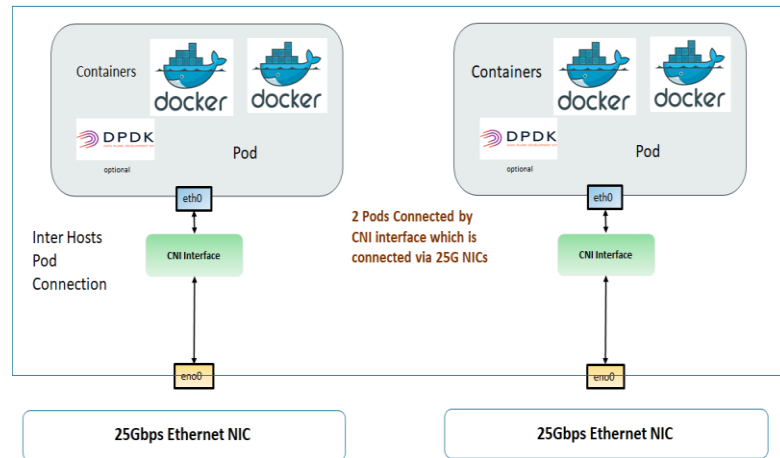 Containers
docker
docker
DPDK
optional
Pod
eth0
Inter Hosts
Pod
Connection
CNI Interface
eno0
25Gbps Ethernet NIC
2 Pods Connected by
CNI interface which is
connected via 25G NICs
Containers
docker
docker
DPDK
optional
Pod
eth0
CNI Interface
eno0
25Gbps Ethernet NIC